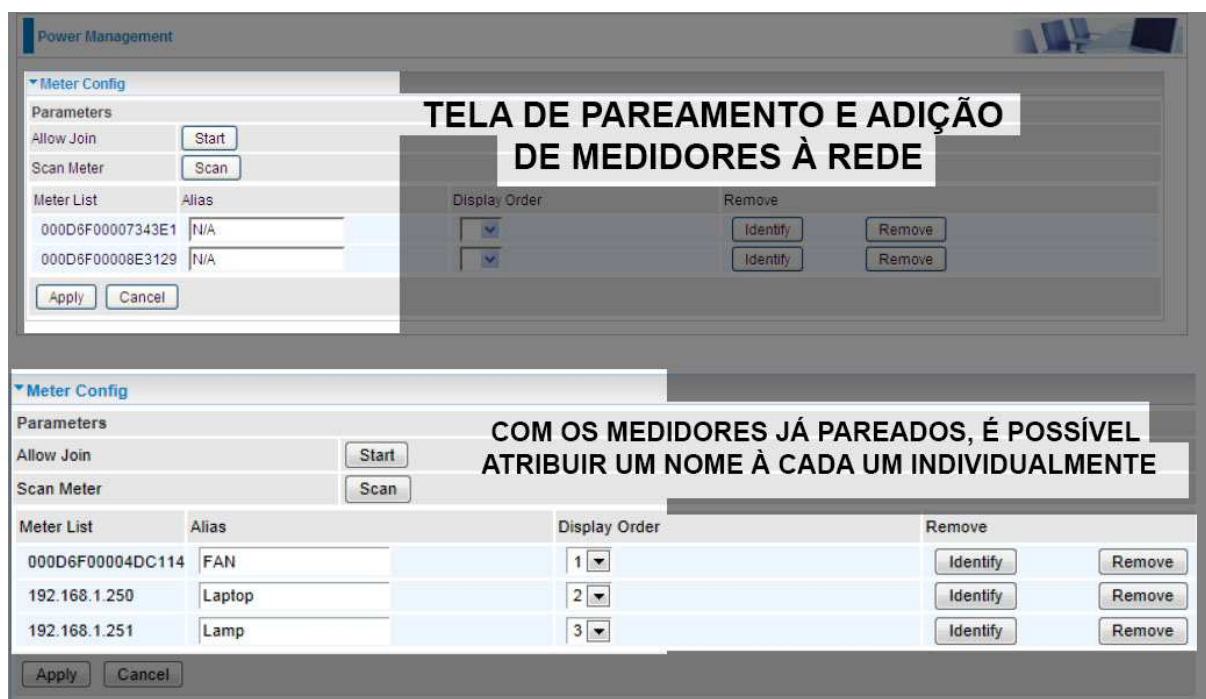 Power Management
Meter Config
Parameters
Allow Join Start
Scan Meter Scan
TELA DE PAREAMENTO E ADIÇÃO
DE MEDIDORES À REDE
Meter List Alias Display Order Remove
000D6F00007343E1 N/A Identify Remove
000D6F00008E3129 N/A Identify Remove
Apply Cancel
Meter Config
Parameters
Allow Join Start
Scan Meter Scan
COM OS MEDIDORES JÁ PAREADOS, É POSSÍVEL
ATRIBUIR UM NOME À CADA UM INDIVIDUALMENTE
Meter List Alias Display Order Remove
000D6F00004DC114 FAN 1 Identify Remove
192.168.1.250 Laptop 2 Identify Remove
192.168.1.251 Lamp 3 Identify Remove
Apply Cancel